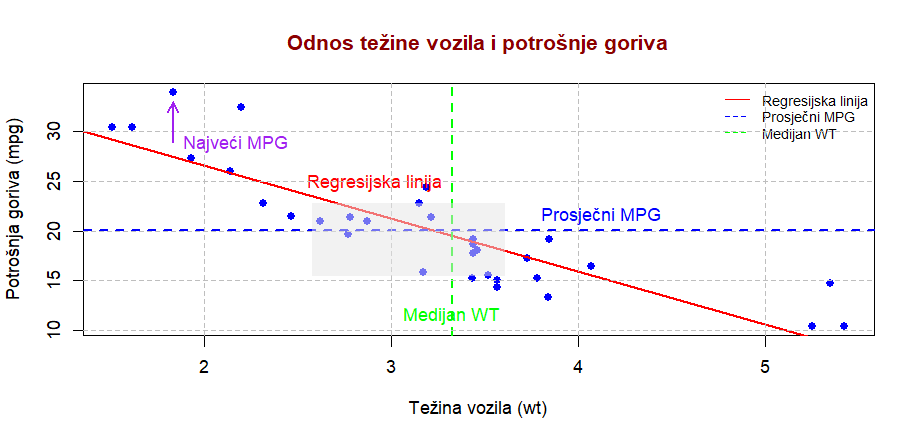 Odnos težine vozila i potrošnje goriva
Regresijska linija
Prosječni MPG
Medijan WT
Najveći MPG
Regresijska linija
Prosječni MPG
Medijan WT
Potrošnja goriva (mpg)
30
25
20
15
10
2 3 4 5
Težina vozila (wt)